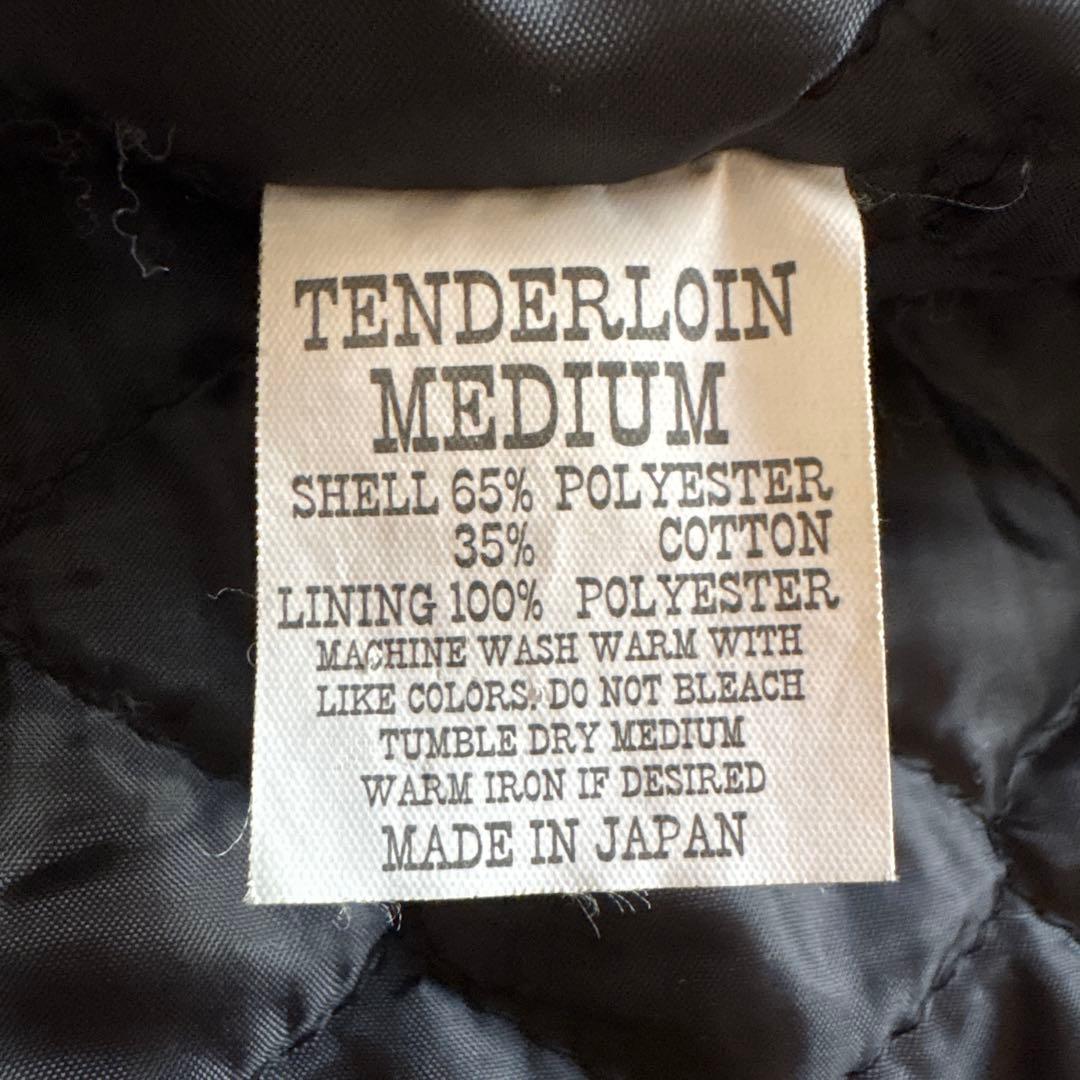 TENDERLOIN
MEDIUM
SHELL 65% POLYESTER
35% COTTON
LINING 100% POLYESTER
MACHINE WASH WARM WITH
LIKE COLORS. DO NOT BLEACH
TUMBLE DRY MEDIUM
WARM IRON IF DESIRED
MADE IN JAPAN